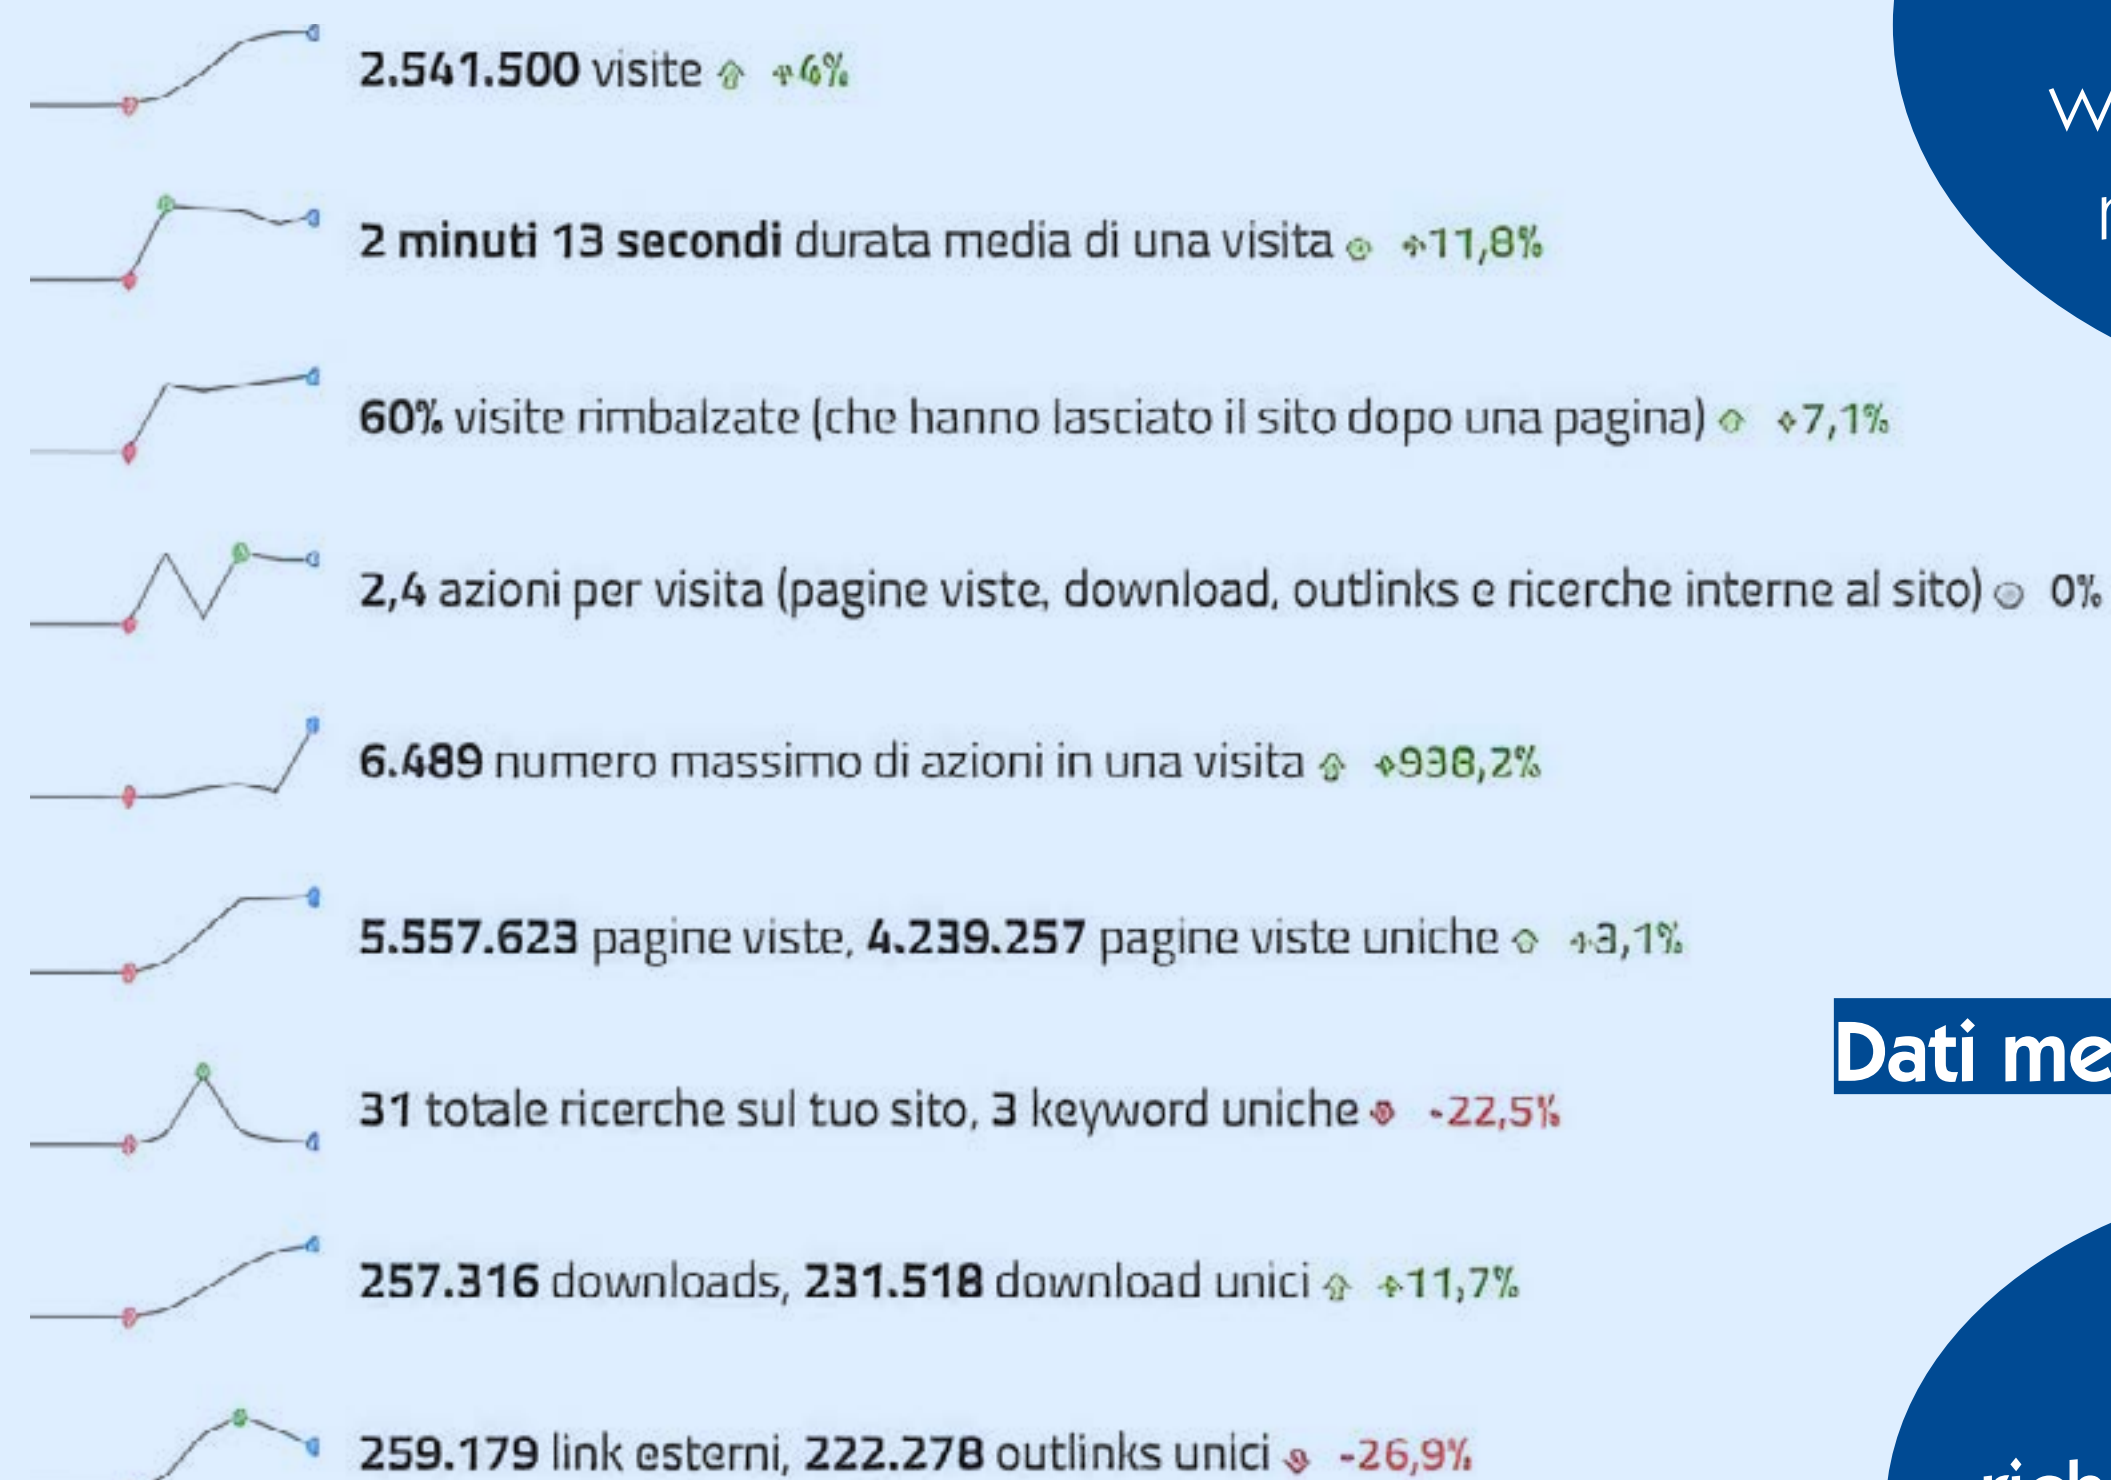 2.541.500 visite +6%
2 minuti 13 secondi durata media di una visita +11,8%
60% visite rimbalzate (che hanno lasciato il sito dopo una pagina) +7,1%
2,4 azioni per visita (pagine viste, download, outlinks e ricerche interne al sito) 0%
6.489 numero massimo di azioni in una visita +938,2%
5.557.623 pagine viste, 4.239.257 pagine viste uniche +3,1%
Dati me
31 totale ricerche sul tuo sito, 3 keyword uniche -22,5%
257.316 downloads, 231.518 download unici +11,7%
259.179 link esterni, 222.278 outlinks unici -26,9%